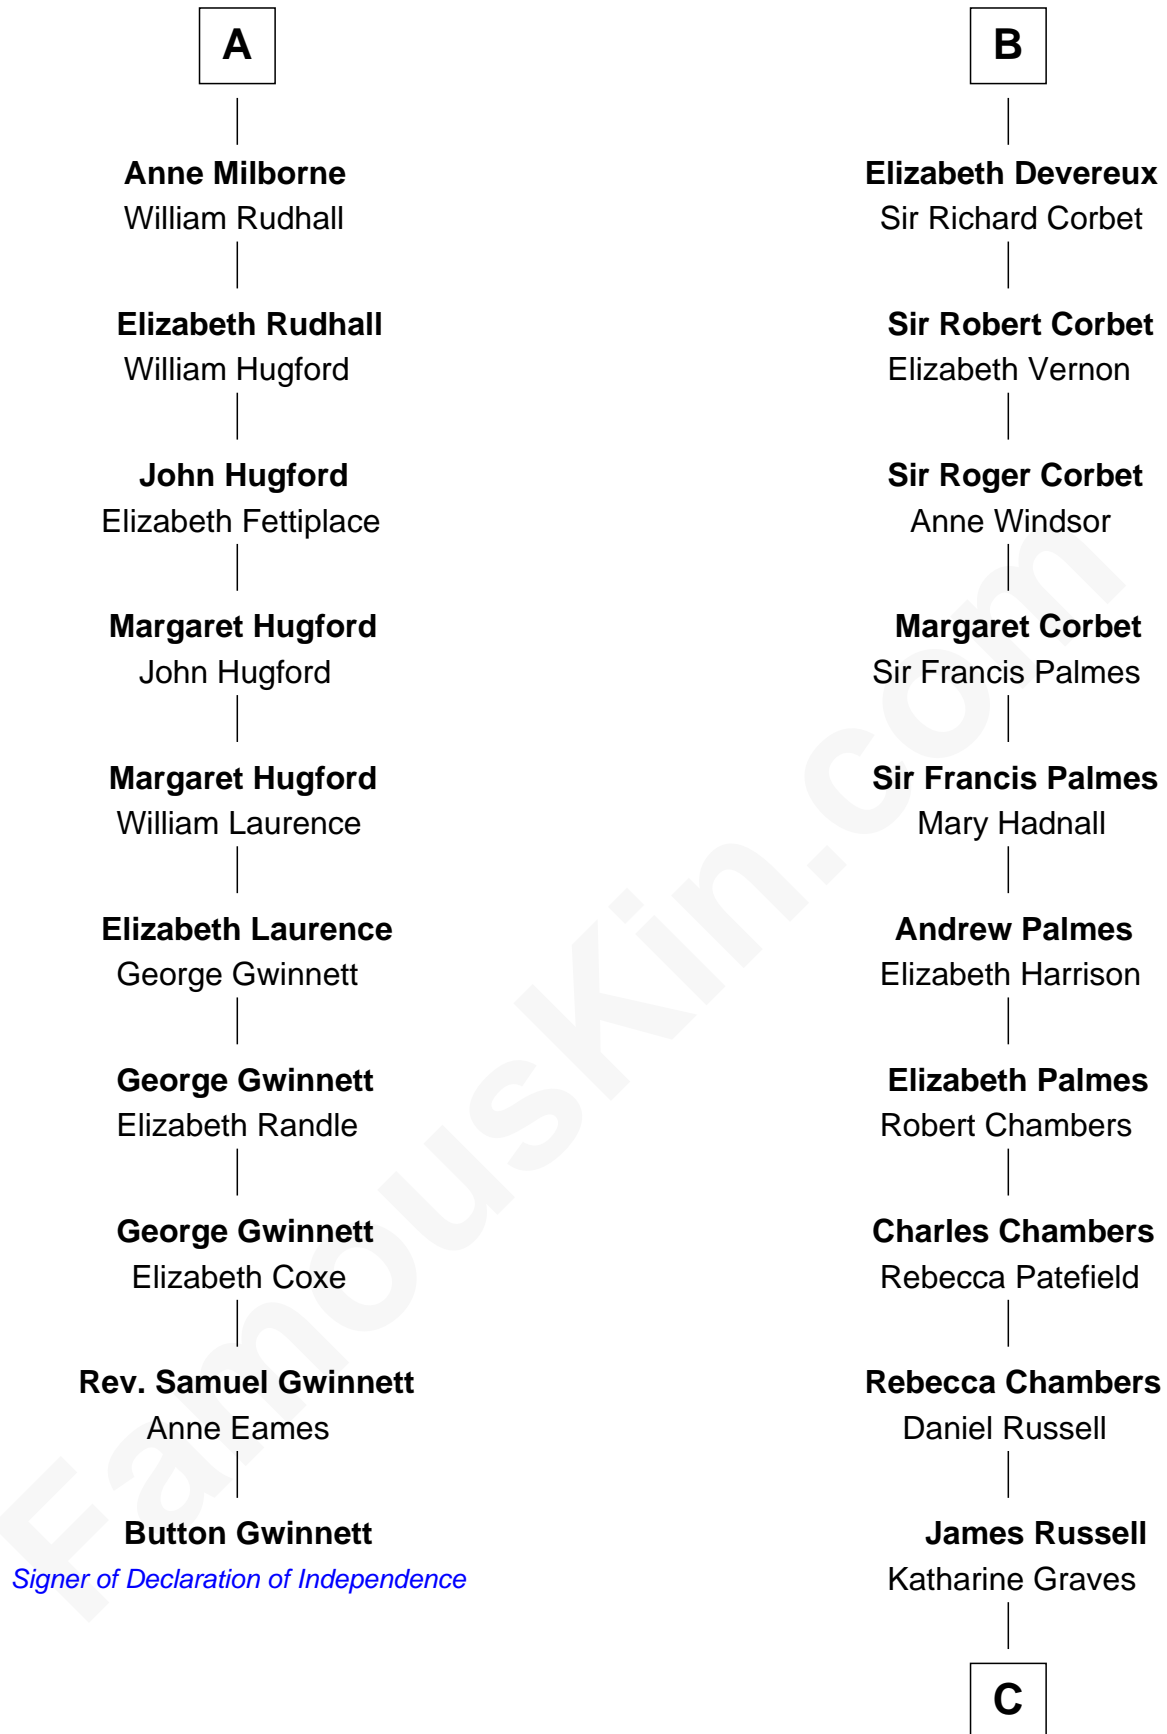 A
Anne Milborne
William Rudhall
Elizabeth Rudhall
William Hugford
John Hugford
Elizabeth Fettiplace
Margaret Hugford
John Hugford
Margaret Hugford
William Laurence
Elizabeth Laurence
George Gwinnett
George Gwinnett
Elizabeth Randle
George Gwinnett
Elizabeth Coxe
Rev. Samuel Gwinnett
Anne Eames
Button Gwinnett
Signer of Declaration of Independence
B
Elizabeth Devereux
Sir Richard Corbet
Sir Robert Corbet
Elizabeth Vernon
Sir Roger Corbet
Anne Windsor
Margaret Corbet
Sir Francis Palmes
Sir Francis Palmes
Mary Hadnall
Andrew Palmes
Elizabeth Harrison
Elizabeth Palmes
Robert Chambers
Charles Chambers
Rebecca Patefield
Rebecca Chambers
Daniel Russell
James Russell
Katharine Graves
C
FamousKin.com